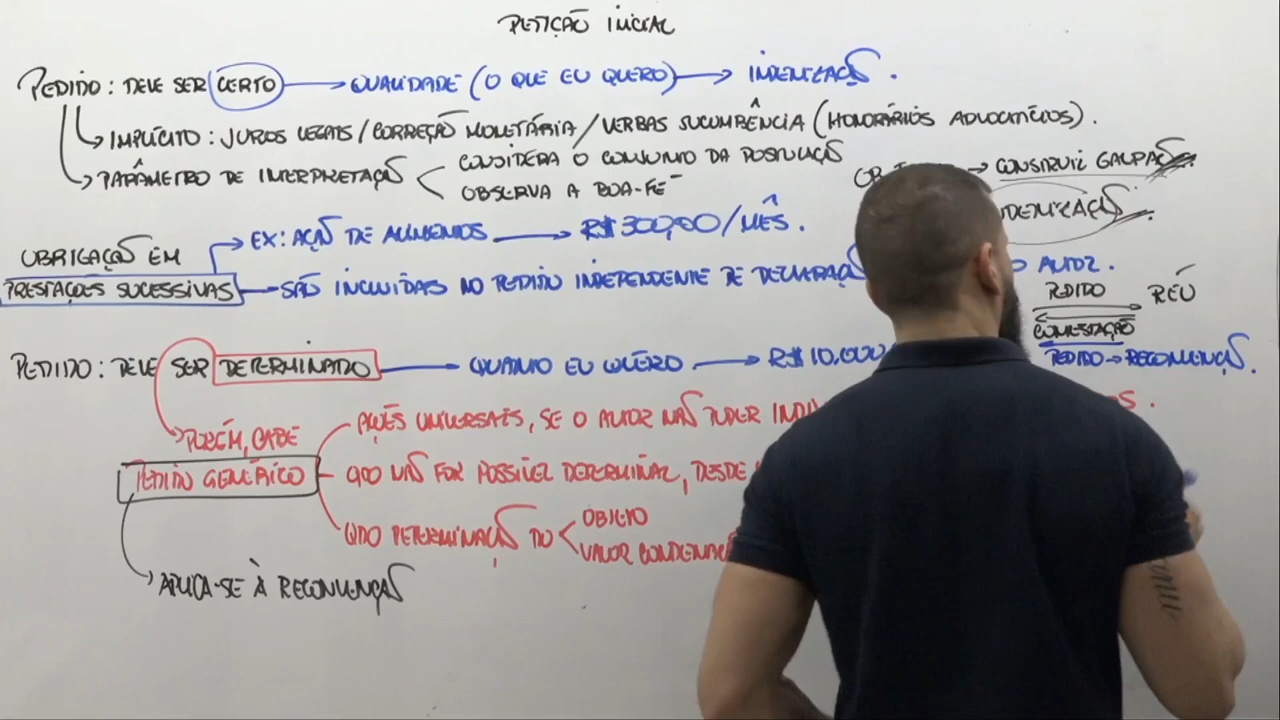 PETIÇÃO INICIAL
PEDIDO: DEVE SER CERTO → QUALIDADE (O QUE EU QUERO) → INDENIZAÇÃO.
IMPLÍCITO: JUROS LEGAIS / CORREÇÃO MONETÁRIA / VERBAS SUCUMBÊNCIA (HONORÁRIOS ADVOCATÍCIOS).
PARÂMETRO DE INTERPRETAÇÃO
CONSIDERA O CONJUNTO DA POSTULAÇÃO
OBSERVA A BOA-FÉ
→ CONSTRUIR GALPÃO
OBRIGAÇÃO EM
PRESTAÇÕES SUCESSIVAS
EX: AÇÃO DE ALIMENTOS → R$300,00/MÊS.
SÃO INCLUÍDAS NO PEDIDO INDEPENDENTE DE
AUTOR.
PEDIDO
RÉU
CONTESTAÇÃO
PEDIDO → RECONVENÇÃO.
PEDIDO: DEVE SER DETERMINADO → QUANTO EU QUERO → R$10.000
PORÉM, CABE
PEDIDO GENÉRICO
AÇÕES UNIVERSAIS, SE O AUTOR NÃO PUDER
QDO NÃO FOR POSSÍVEL DETERMINAR, DESDE
QDO DETERMINAÇÃO DO
OBJETO
VALOR
APLICA-SE À RECONVENÇÃO